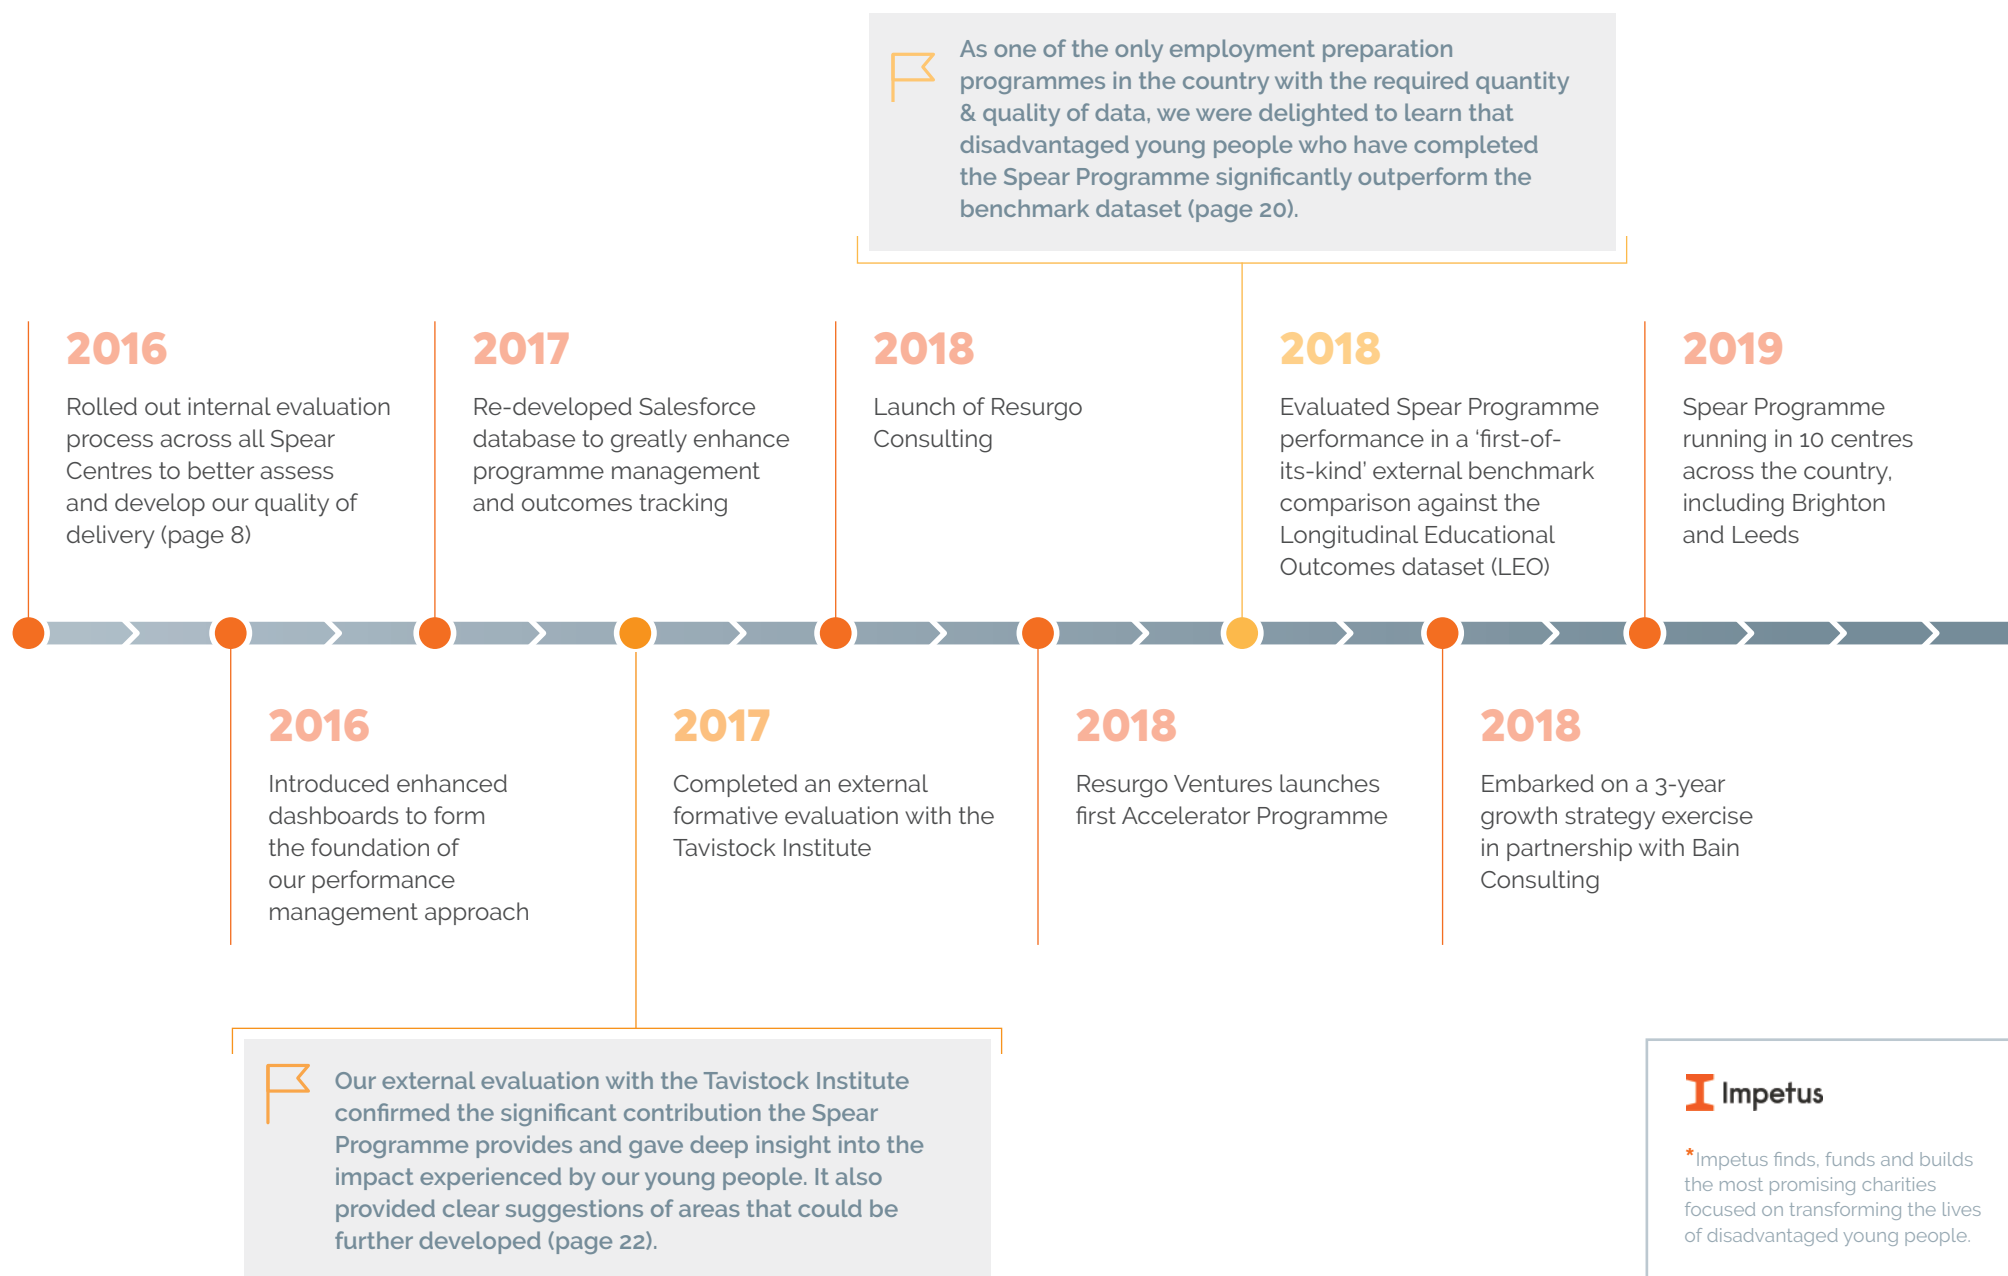 As one of the only employment preparation
programmes in the country with the required quantity
& quality of data, we were delighted to learn that
disadvantaged young people who have completed
the Spear Programme significantly outperform the
benchmark dataset (page 20).
2016
Rolled out internal evaluation
process across all Spear
Centres to better assess
and develop our quality of
delivery (page 8)
2017
Re-developed Salesforce
database to greatly enhance
programme management
and outcomes tracking
2018
Launch of Resurgo
Consulting
2018
Evaluated Spear Programme
performance in a ‘first-of-
its-kind’ external benchmark
comparison against the
Longitudinal Educational
Outcomes dataset (LEO)
2019
Spear Programme
running in 10 centres
across the country,
including Brighton
and Leeds
2016
Introduced enhanced
dashboards to form
the foundation of
our performance
management approach
2017
Completed an external
formative evaluation with the
Tavistock Institute
2018
Resurgo Ventures launches
first Accelerator Programme
2018
Embarked on a 3-year
growth strategy exercise
in partnership with Bain
Consulting
Our external evaluation with the Tavistock Institute
confirmed the significant contribution the Spear
Programme provides and gave deep insight into the
impact experienced by our young people. It also
provided clear suggestions of areas that could be
further developed (page 22).
Impetus
*Impetus finds, funds and builds
the most promising charities
focused on transforming the lives
of disadvantaged young people.